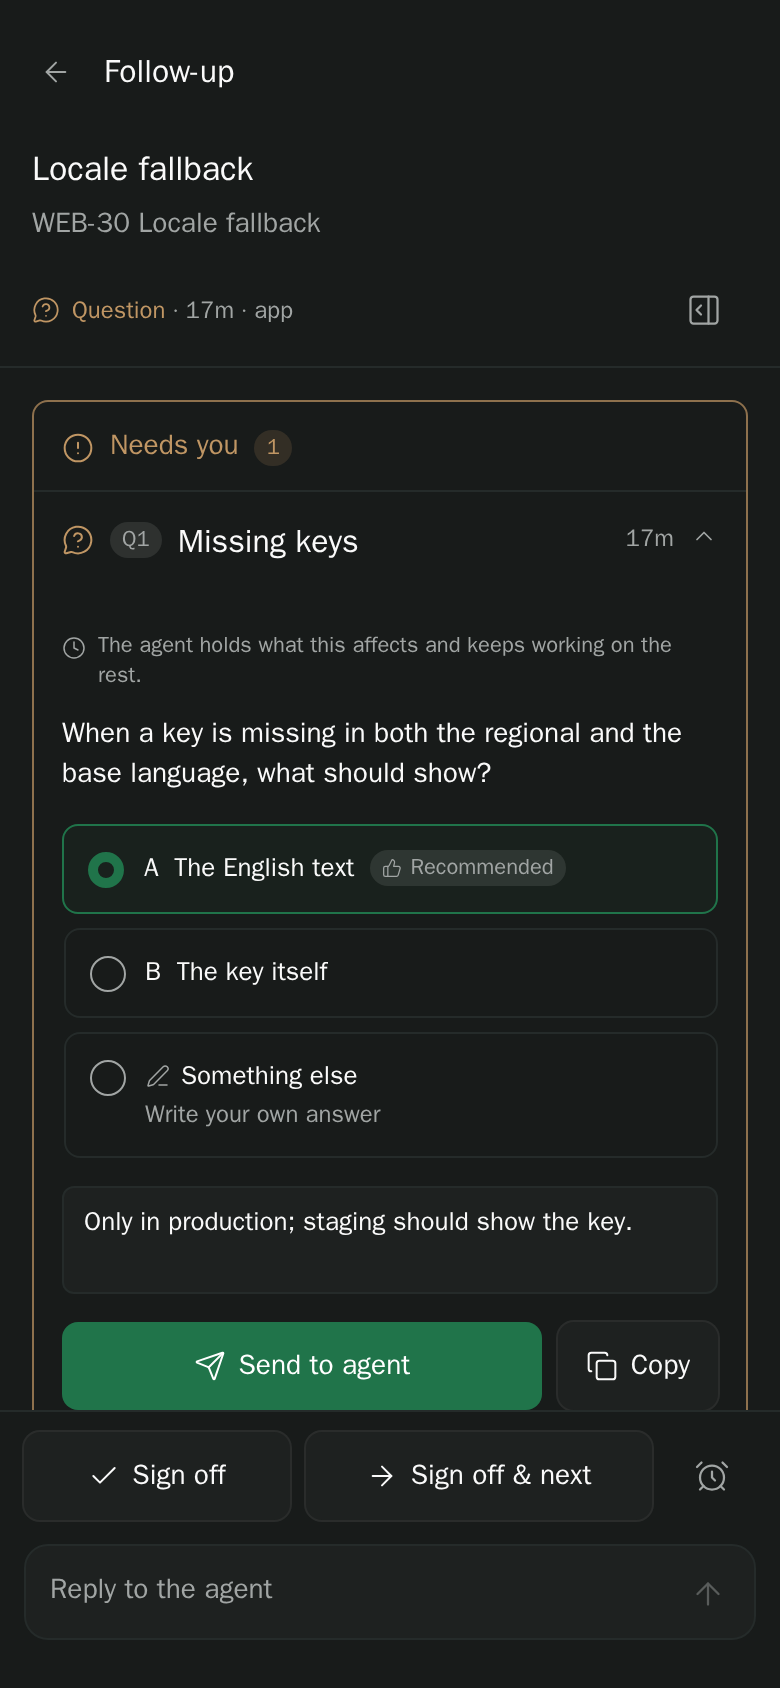 Follow-up
Locale fallback
WEB-30 Locale fallback
Question · 17m · app
Needs you 1
Q1 Missing keys 17m
The agent holds what this affects and keeps working on the
rest.
When a key is missing in both the regional and the
base language, what should show?
A The English text Recommended
B The key itself
Something else
Write your own answer
Only in production; staging should show the key.
Send to agent Copy
Sign off Sign off & next
Reply to the agent